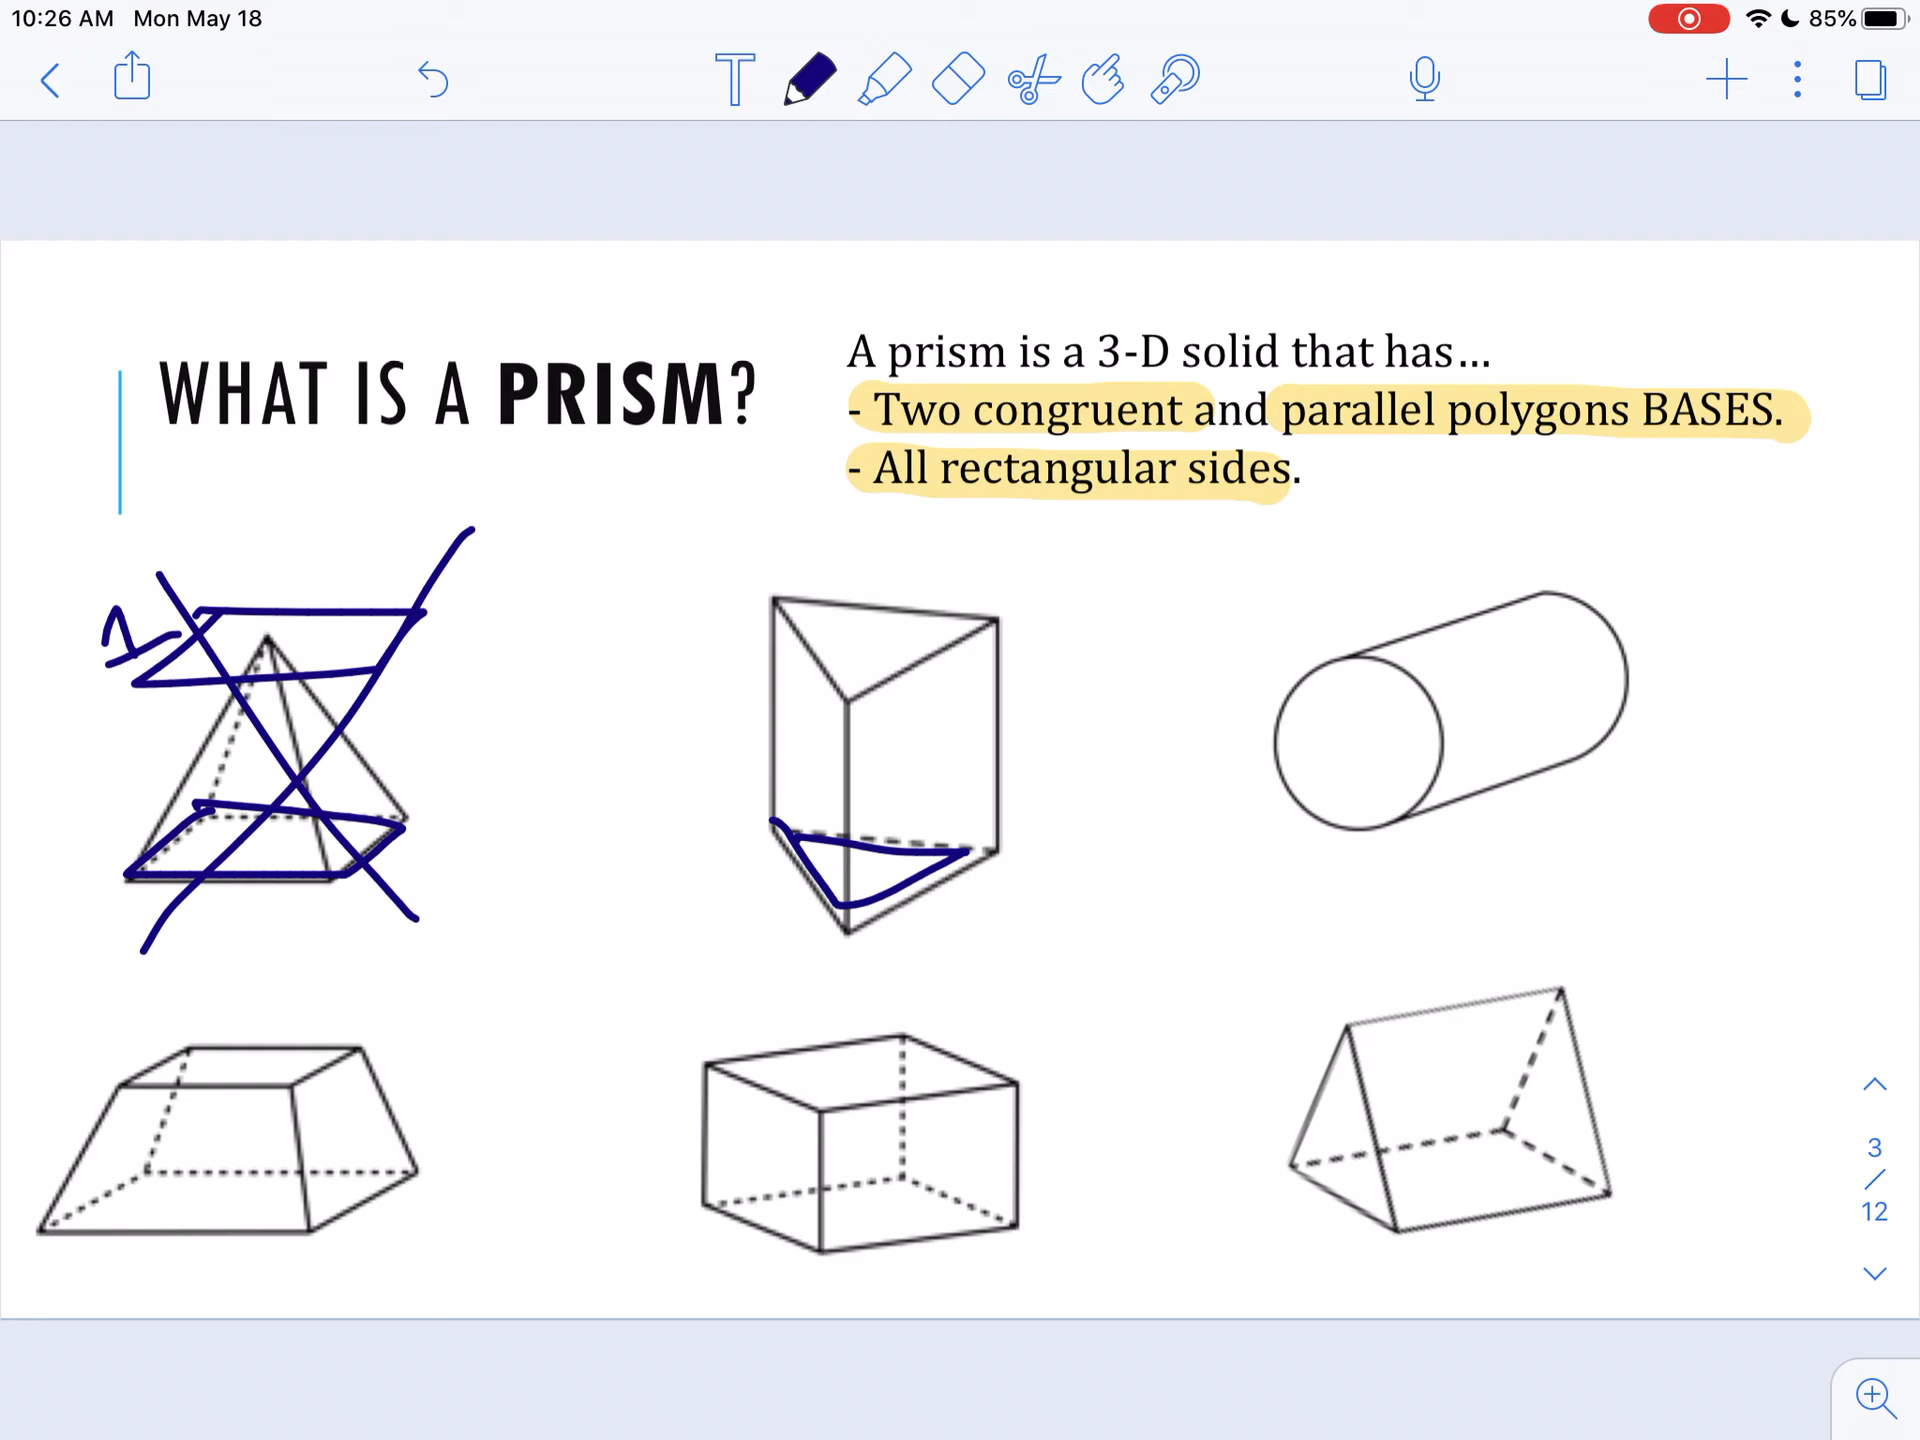 10:26 AM Mon May 18
85%
WHAT IS A PRISM?
A prism is a 3-D solid that has...
- Two congruent and parallel polygons BASES.
- All rectangular sides.
1
3
/
12